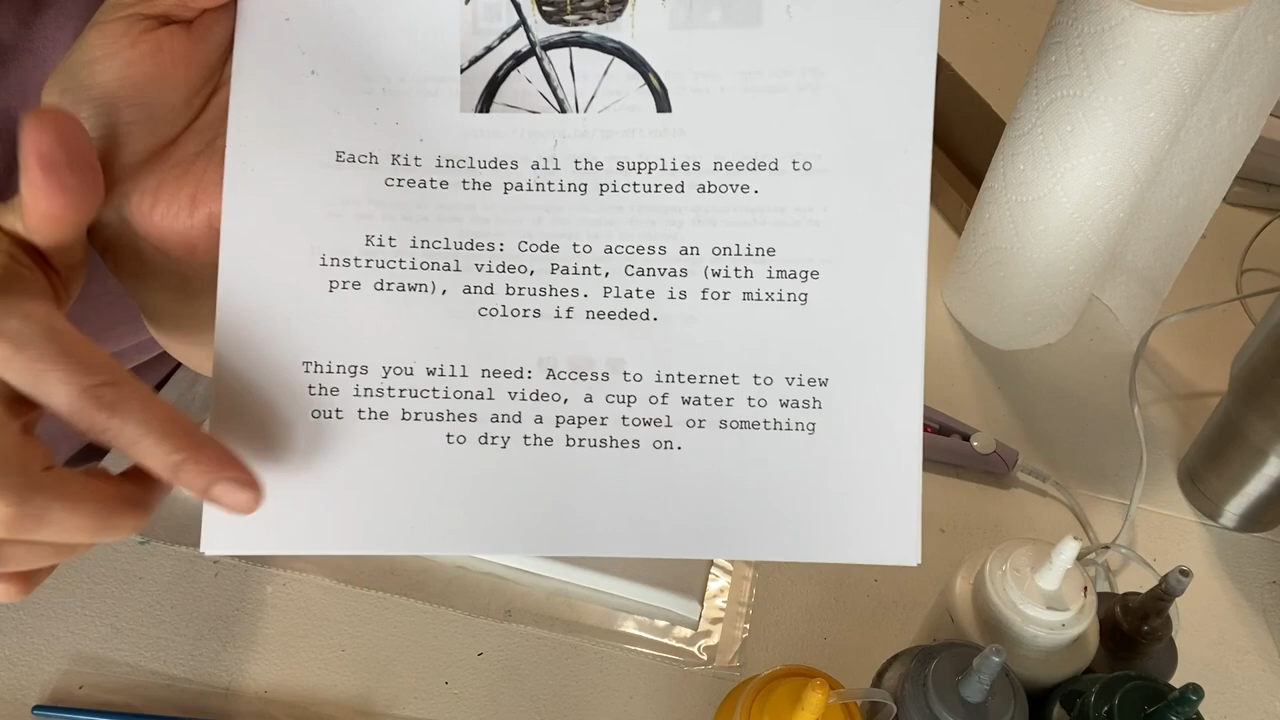 Each Kit includes all the supplies needed to
create the painting pictured above.
Kit includes: Code to access an online
instructional video, Paint, Canvas (with image
pre drawn), and brushes. Plate is for mixing
colors if needed.
Things you will need: Access to internet to view
the instructional video, a cup of water to wash
out the brushes and a paper towel or something
to dry the brushes on.